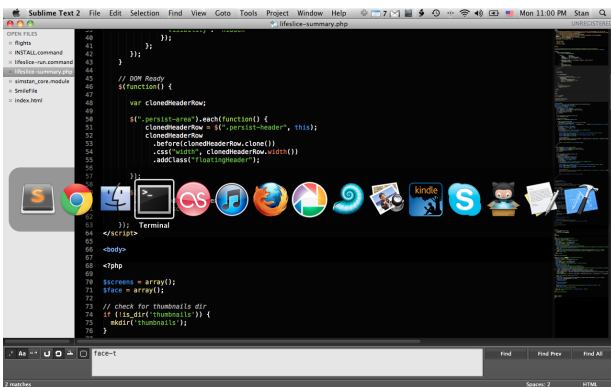 Sublime Text 2 File Edit Selection Find View Goto Tools Project Window Help 7 Mon 11:00 PM Stan
lifeslice-summary.php UNREGISTERED
OPEN FILES
flights
INSTALL.command
lifeslice-run.command
lifeslice-summary.php
simstan_core.module
SmileFile
index.html
40 });
41 };
42 });
43 }
44
45 // DOM Ready
46 $(function() {
47
48 var clonedHeaderRow;
49
50 $(".persist-area").each(function() {
51 clonedHeaderRow = $(".persist-header", this);
52 clonedHeaderRow
53 .before(clonedHeaderRow.clone())
54 .css("width", clonedHeaderRow.width())
55 .addClass("floatingHeader");
56
57 });
kindle
Terminal
62
63 });
64 </script>
65
66 <body>
67
68 <?php
69
70 $screens = array();
71 $face = array();
72
73 // check for thumbnails dir
74 if (!is_dir('thumbnails')) {
75 mkdir('thumbnails');
76 }
face-t
Find Find Prev Find All
2 matches Spaces: 2 HTML